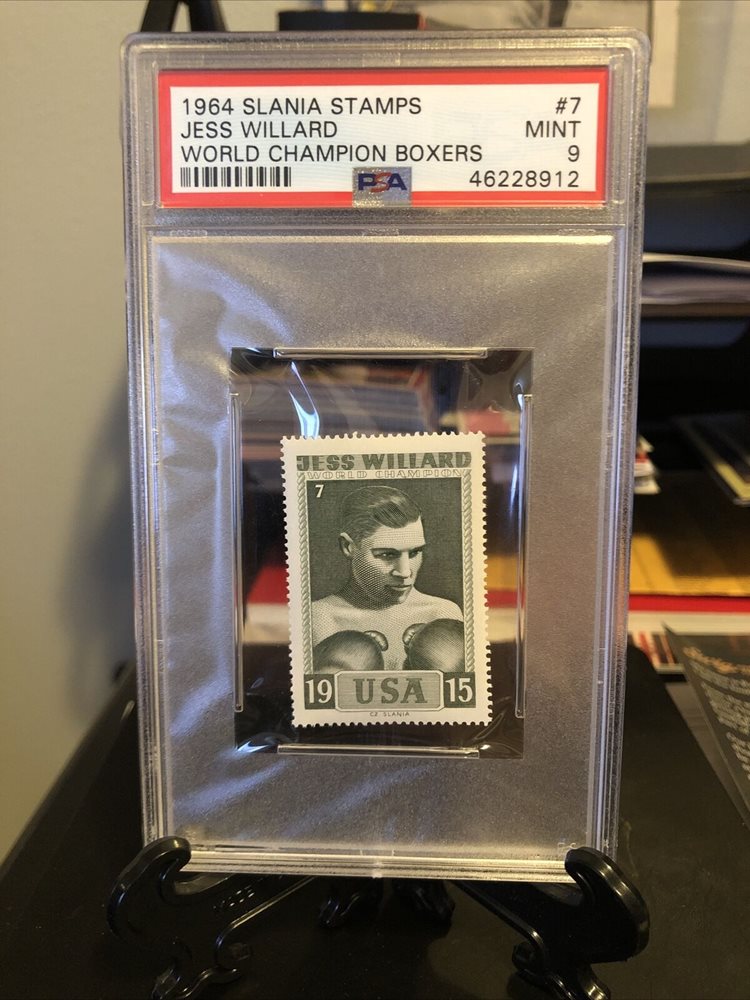 1964 SLANIA STAMPS #7
JESS WILLARD MINT
WORLD CHAMPION BOXERS 9
PSA 46228912
JESS WILLARD
WORLD CHAMPION
7
19 USA 15
CZ. SLANIA